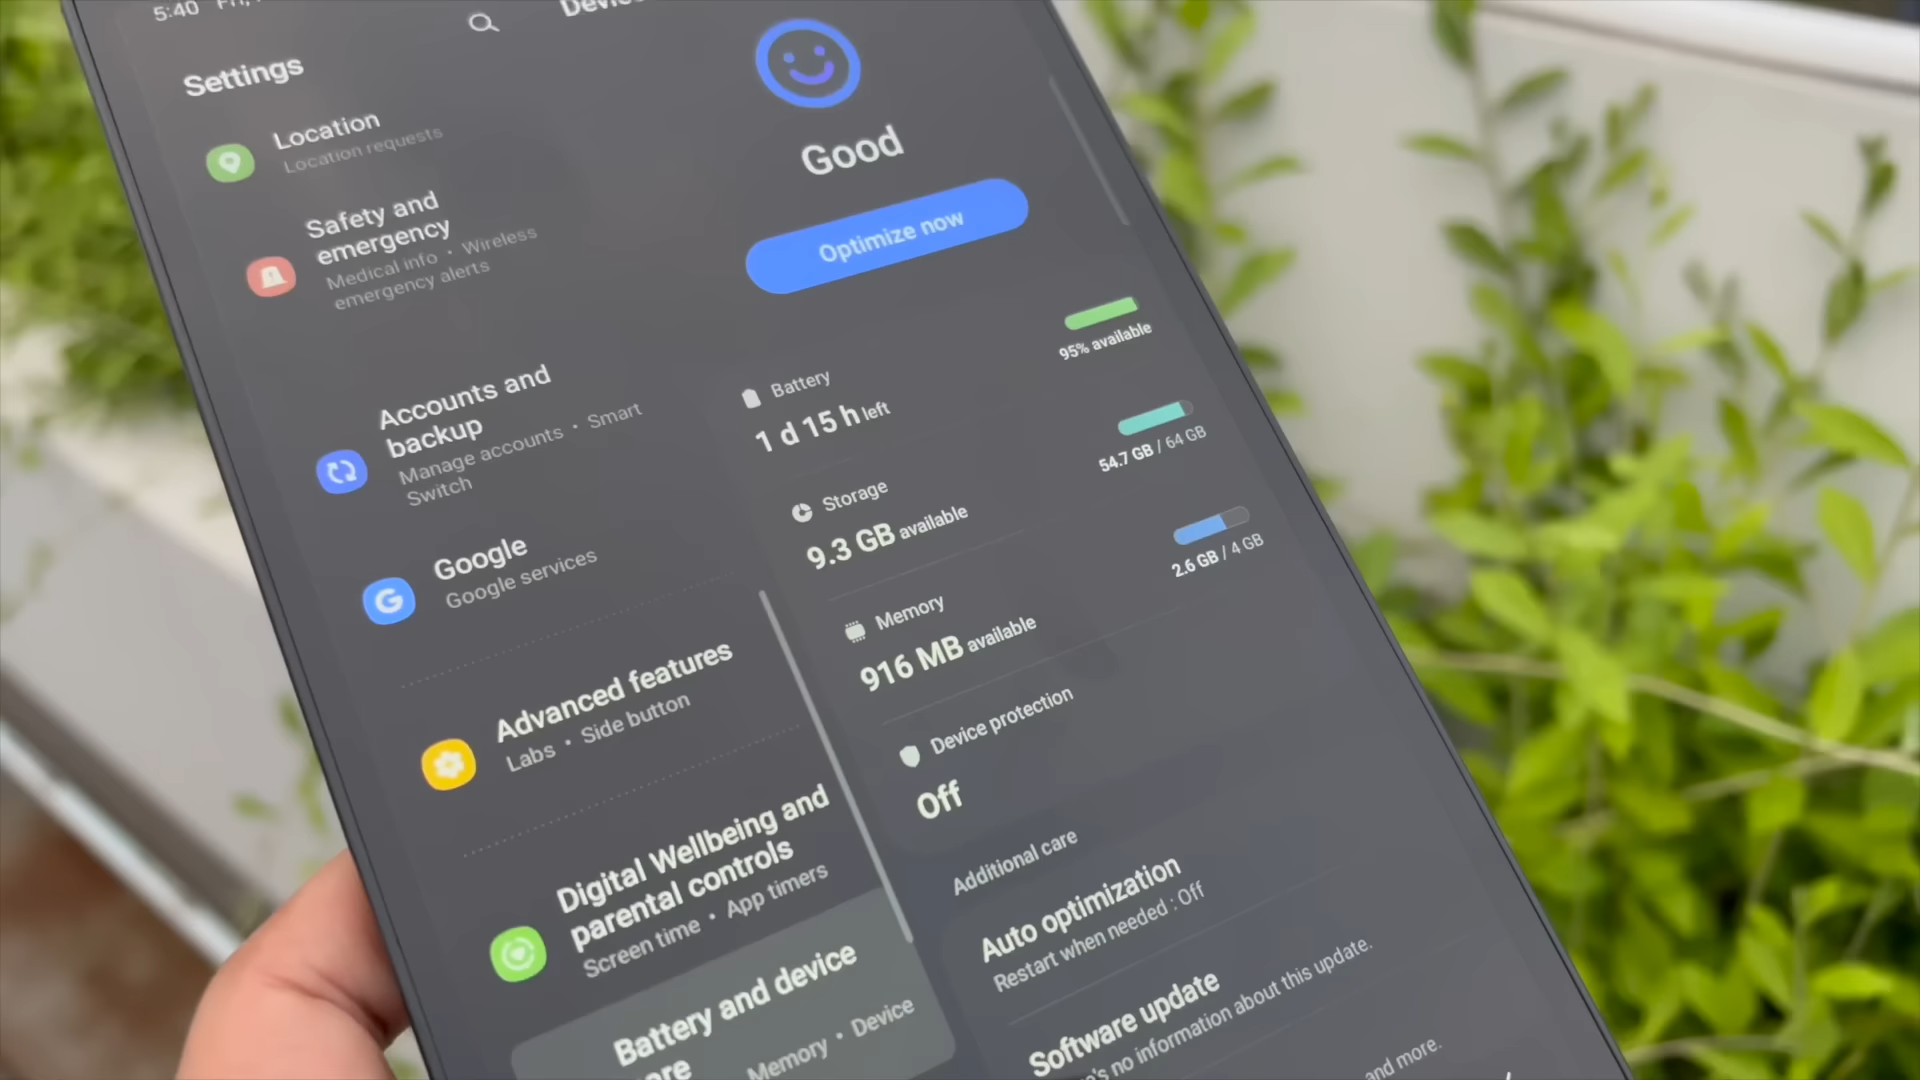 5:40 Fri,
Settings
Location
Location requests
Safety and
emergency
Medical info • Wireless
emergency alerts
Accounts and
backup
Manage accounts • Smart
Switch
Google
Google services
Advanced features
Labs • Side button
Digital Wellbeing and
parental controls
Screen time • App timers
Battery and device
Memory • Device
Good
Optimize now
Battery
1 d 15 h left
95% available
Storage
9.3 GB available
54.7 GB / 64 GB
Memory
916 MB available
2.6 GB / 4 GB
Device protection
Off
Additional care
Auto optimization
Restart when needed : Off
Software update
no information about this update.
and more.